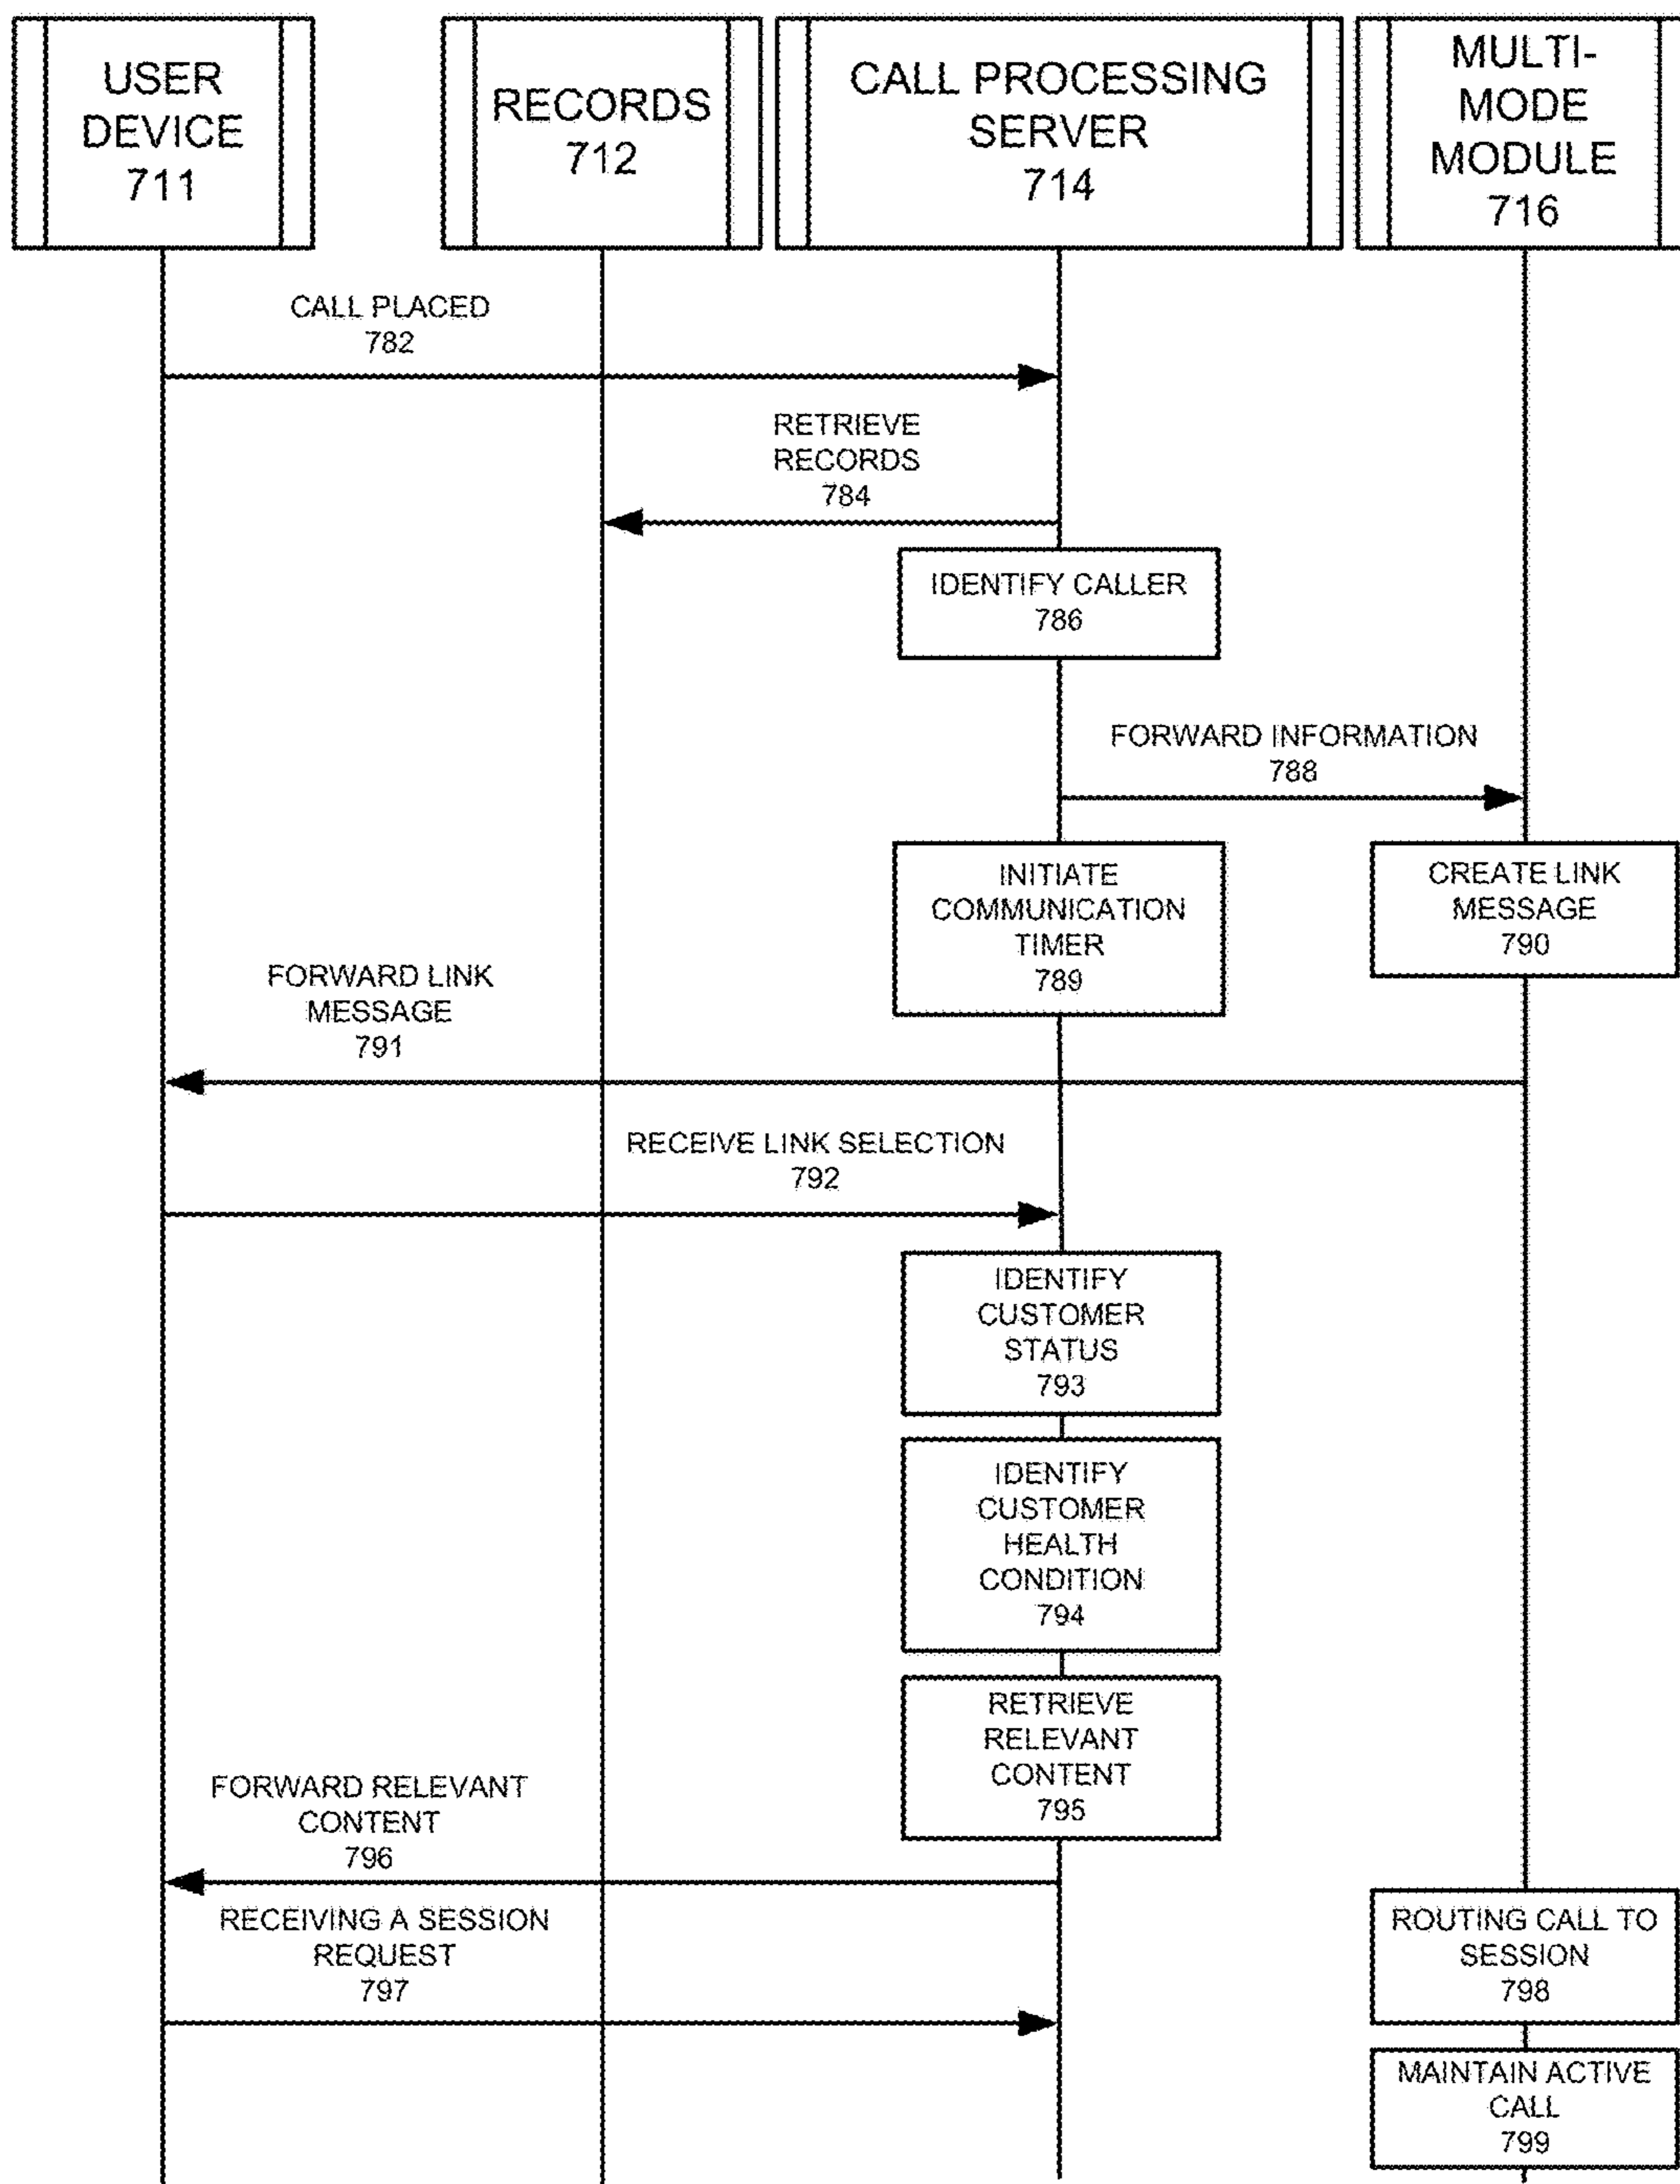 USER
DEVICE
711
RECORDS
712
CALL PROCESSING
SERVER
714
MULTI-
MODE
MODULE
716
CALL PLACED
782
RETRIEVE
RECORDS
784
IDENTIFY CALLER
786
FORWARD INFORMATION
788
INITIATE
COMMUNICATION
TIMER
789
CREATE LINK
MESSAGE
790
FORWARD LINK
MESSAGE
791
RECEIVE LINK SELECTION
792
IDENTIFY
CUSTOMER
STATUS
793
IDENTIFY
CUSTOMER
HEALTH
CONDITION
794
RETRIEVE
RELEVANT
CONTENT
795
FORWARD RELEVANT
CONTENT
796
RECEIVING A SESSION
REQUEST
797
ROUTING CALL TO
SESSION
798
MAINTAIN ACTIVE
CALL
799